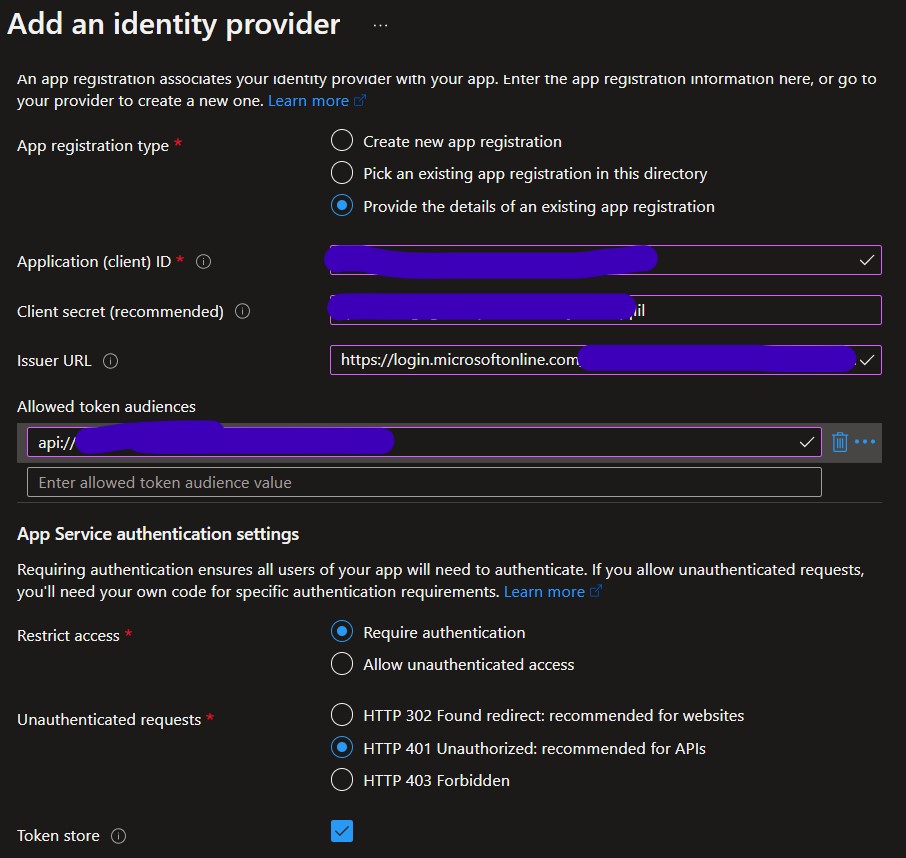 Add an identity provider
...
An app registration associates your identity provider with your app. Enter the app registration information here, or go to
your provider to create a new one. Learn more
App registration type *
Create new app registration
Pick an existing app registration in this directory
Provide the details of an existing app registration
Application (client) ID *
Client secret (recommended)
Issuer URL
https://login.microsoftonline.com
Allowed token audiences
api://
Enter allowed token audience value
App Service authentication settings
Requiring authentication ensures all users of your app will need to authenticate. If you allow unauthenticated requests,
you'll need your own code for specific authentication requirements. Learn more
Restrict access *
Require authentication
Allow unauthenticated access
Unauthenticated requests *
HTTP 302 Found redirect: recommended for websites
HTTP 401 Unauthorized: recommended for APIs
HTTP 403 Forbidden
Token store